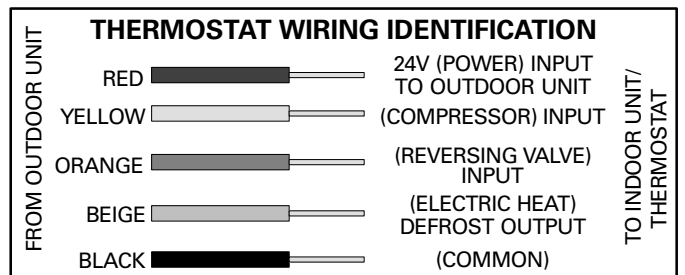 THERMOSTAT WIRING IDENTIFICATION
FROM OUTDOOR UNIT
RED
24V (POWER) INPUT
TO OUTDOOR UNIT
YELLOW
(COMPRESSOR) INPUT
ORANGE
(REVERSING VALVE)
INPUT
BEIGE
(ELECTRIC HEAT)
DEFROST OUTPUT
BLACK
(COMMON)
TO INDOOR UNIT/
THERMOSTAT